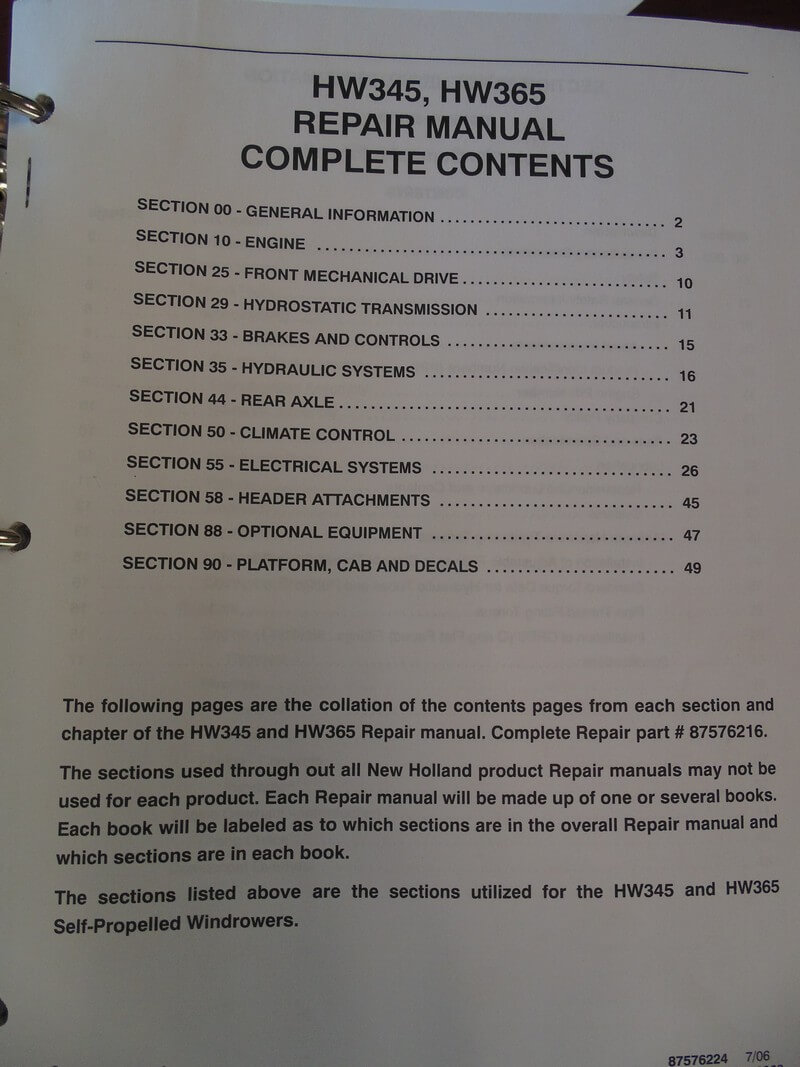 HW345, HW365
REPAIR MANUAL
COMPLETE CONTENTS
SECTION 00 - GENERAL INFORMATION ............................. 2
SECTION 10 - ENGINE ............................................. 3
SECTION 25 - FRONT MECHANICAL DRIVE .......................... 10
SECTION 29 - HYDROSTATIC TRANSMISSION ....................... 11
SECTION 33 - BRAKES AND CONTROLS ............................ 15
SECTION 35 - HYDRAULIC SYSTEMS ............................... 16
SECTION 44 - REAR AXLE .......................................... 21
SECTION 50 - CLIMATE CONTROL .................................. 23
SECTION 55 - ELECTRICAL SYSTEMS ............................... 26
SECTION 58 - HEADER ATTACHMENTS .............................. 45
SECTION 88 - OPTIONAL EQUIPMENT ............................... 47
SECTION 90 - PLATFORM, CAB AND DECALS ........................ 49
The following pages are the collation of the contents pages from each section and
chapter of the HW345 and HW365 Repair manual. Complete Repair part # 87576216.
The sections used through out all New Holland product Repair manuals may not be
used for each product. Each Repair manual will be made up of one or several books.
Each book will be labeled as to which sections are in the overall Repair manual and
which sections are in each book.
The sections listed above are the sections utilized for the HW345 and HW365
Self-Propelled Windrowers.
87576224 7/06